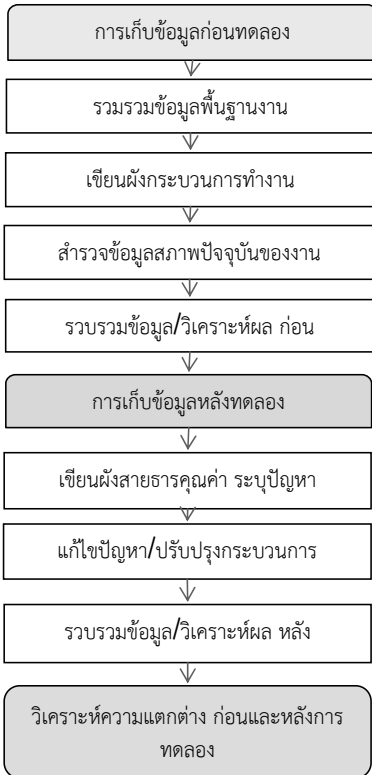 การเก็บข้อมูลก่อนทดลอง
รวมรวมข้อมูลพื้นฐานงาน
เขียนผังกระบวนการทำงาน
สำรวจข้อมูลสภาพปัจจุบันของงาน
รวบรวมข้อมูล/วิเคราะห์ผล ก่อน
การเก็บข้อมูลหลังทดลอง
เขียนผังสายธารคุณค่า ระบุปัญหา
แก้ไขปัญหา/ปรับปรุงกระบวนการ
รวบรวมข้อมูล/วิเคราะห์ผล หลัง
วิเคราะห์ความแตกต่าง ก่อนและหลังการ
ทดลอง